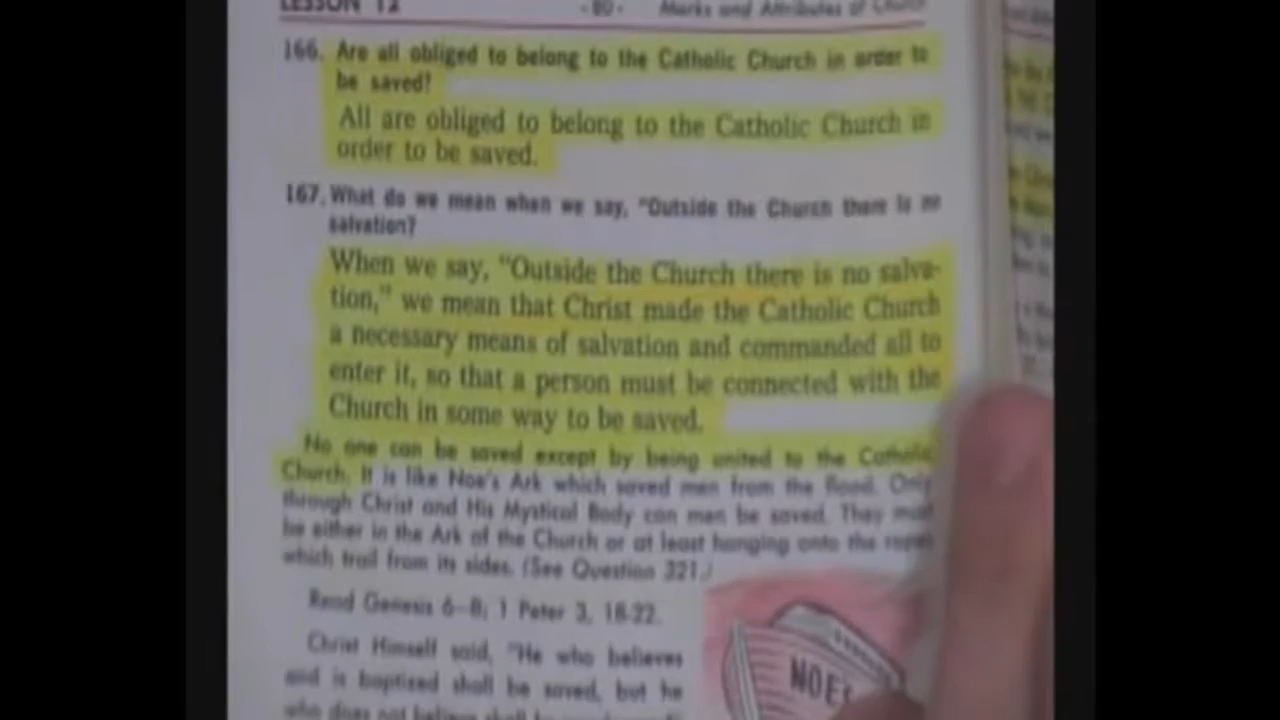 LESSON 12 - 80 - Marks and Attributes of Church
166. Are all obliged to belong to the Catholic Church in order to
be saved?
All are obliged to belong to the Catholic Church in
order to be saved.
167. What do we mean when we say, "Outside the Church there is no
salvation?
When we say, "Outside the Church there is no salva-
tion," we mean that Christ made the Catholic Church
a necessary means of salvation and commanded all to
enter it, so that a person must be connected with the
Church in some way to be saved.
No one can be saved except by being united to the Catholic
Church. It is like Noe's Ark which saved men from the flood. Only
through Christ and His Mystical Body can men be saved. They must
be either in the Ark of the Church or at least hanging onto the ropes
which trail from its sides. (See Question 321.)
Read Genesis 6-8; 1 Peter 3, 18-22.
Christ Himself said, "He who believes
and is baptized shall be saved, but he
who does not believe shall be
NOE'S